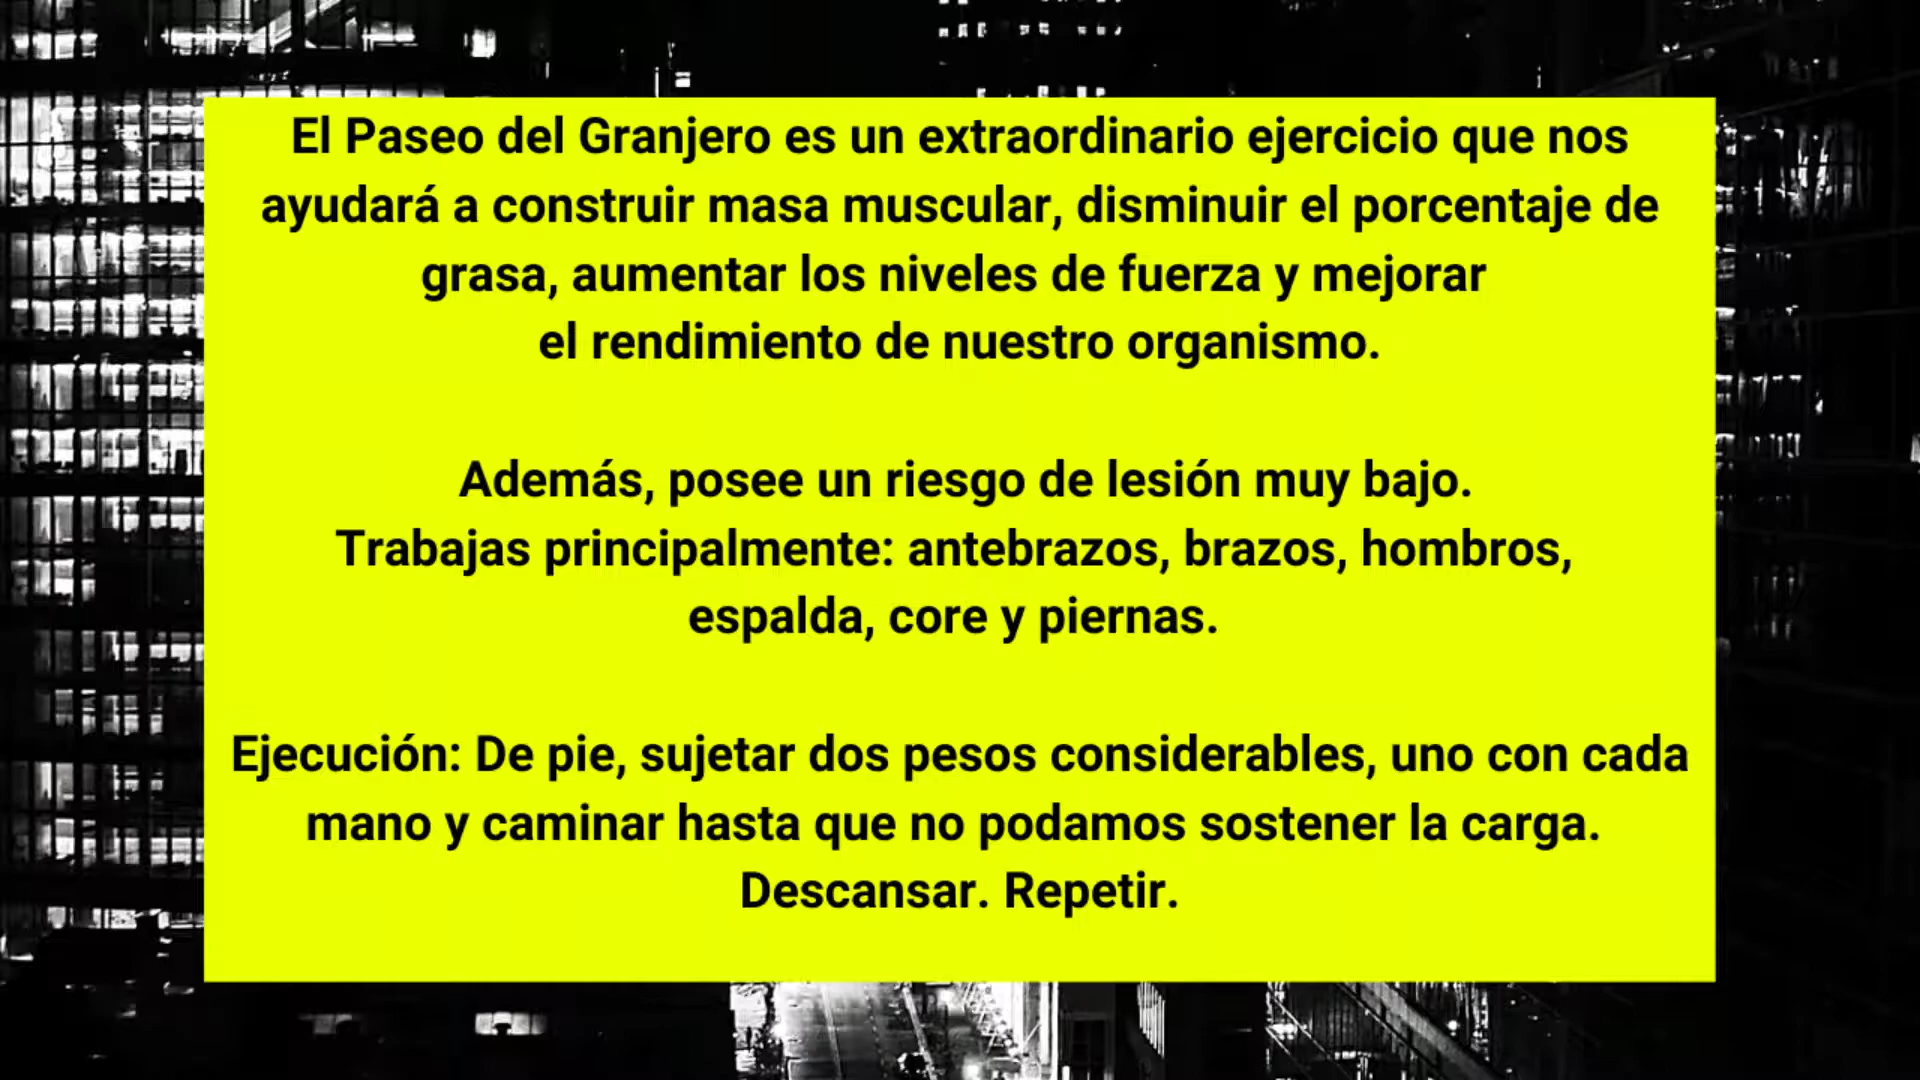 El Paseo del Granjero es un extraordinario ejercicio que nos
ayudará a construir masa muscular, disminuir el porcentaje de
grasa, aumentar los niveles de fuerza y mejorar
el rendimiento de nuestro organismo.
Además, posee un riesgo de lesión muy bajo.
Trabajas principalmente: antebrazos, brazos, hombros,
espalda, core y piernas.
Ejecución: De pie, sujetar dos pesos considerables, uno con cada
mano y caminar hasta que no podamos sostener la carga.
Descansar. Repetir.